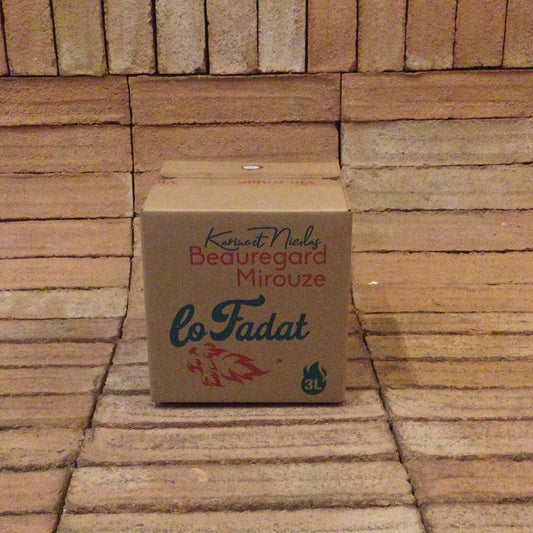 Karine et Nicolas
Beauregard
Mirouze
lo Fadat
3L